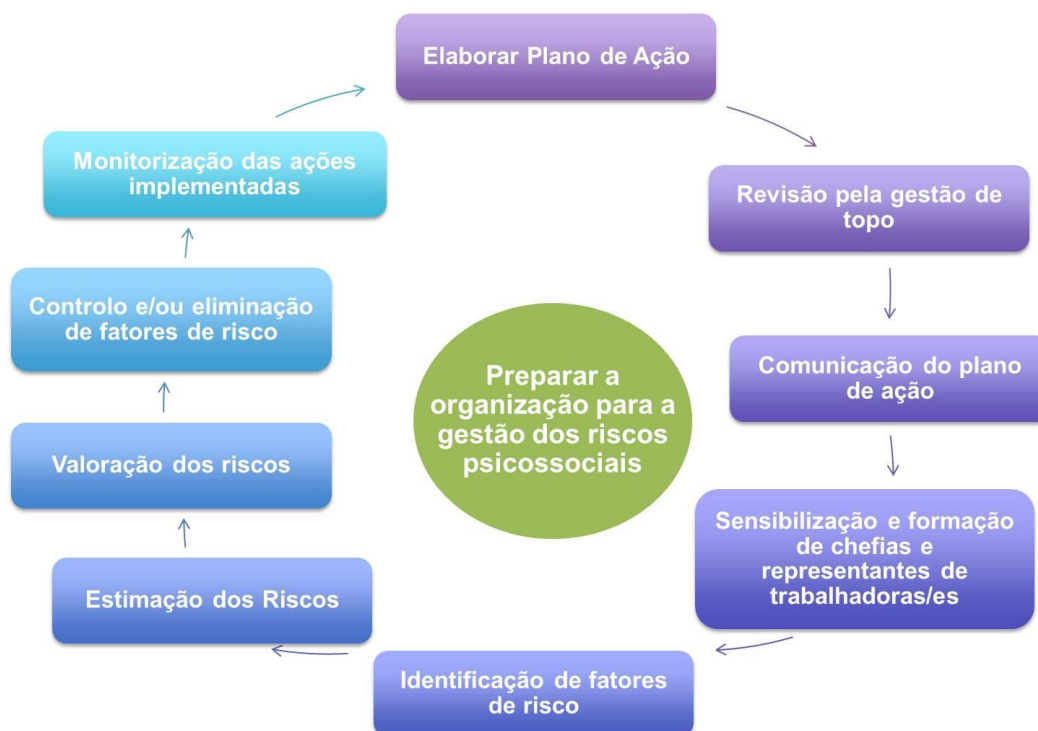 Elaborar Plano de Ação
Revisão pela gestão de
topo
Comunicação do plano
de ação
Sensibilização e formação
de chefias e
representantes de
trabalhadoras/es
Identificação de fatores
de risco
Estimação dos Riscos
Valoração dos riscos
Controlo e/ou eliminação
de fatores de risco
Monitorização das ações
implementadas
Preparar a
organização para a
gestão dos riscos
psicossociais